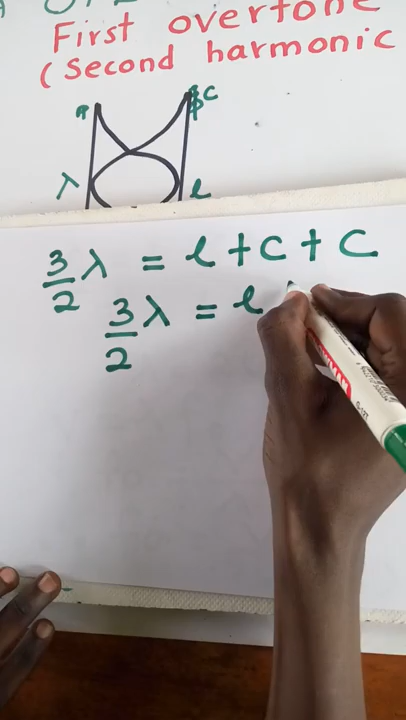 First overtone
(Second harmonic
C
λ l
3/2 λ = l + C + C
3/2 λ = l